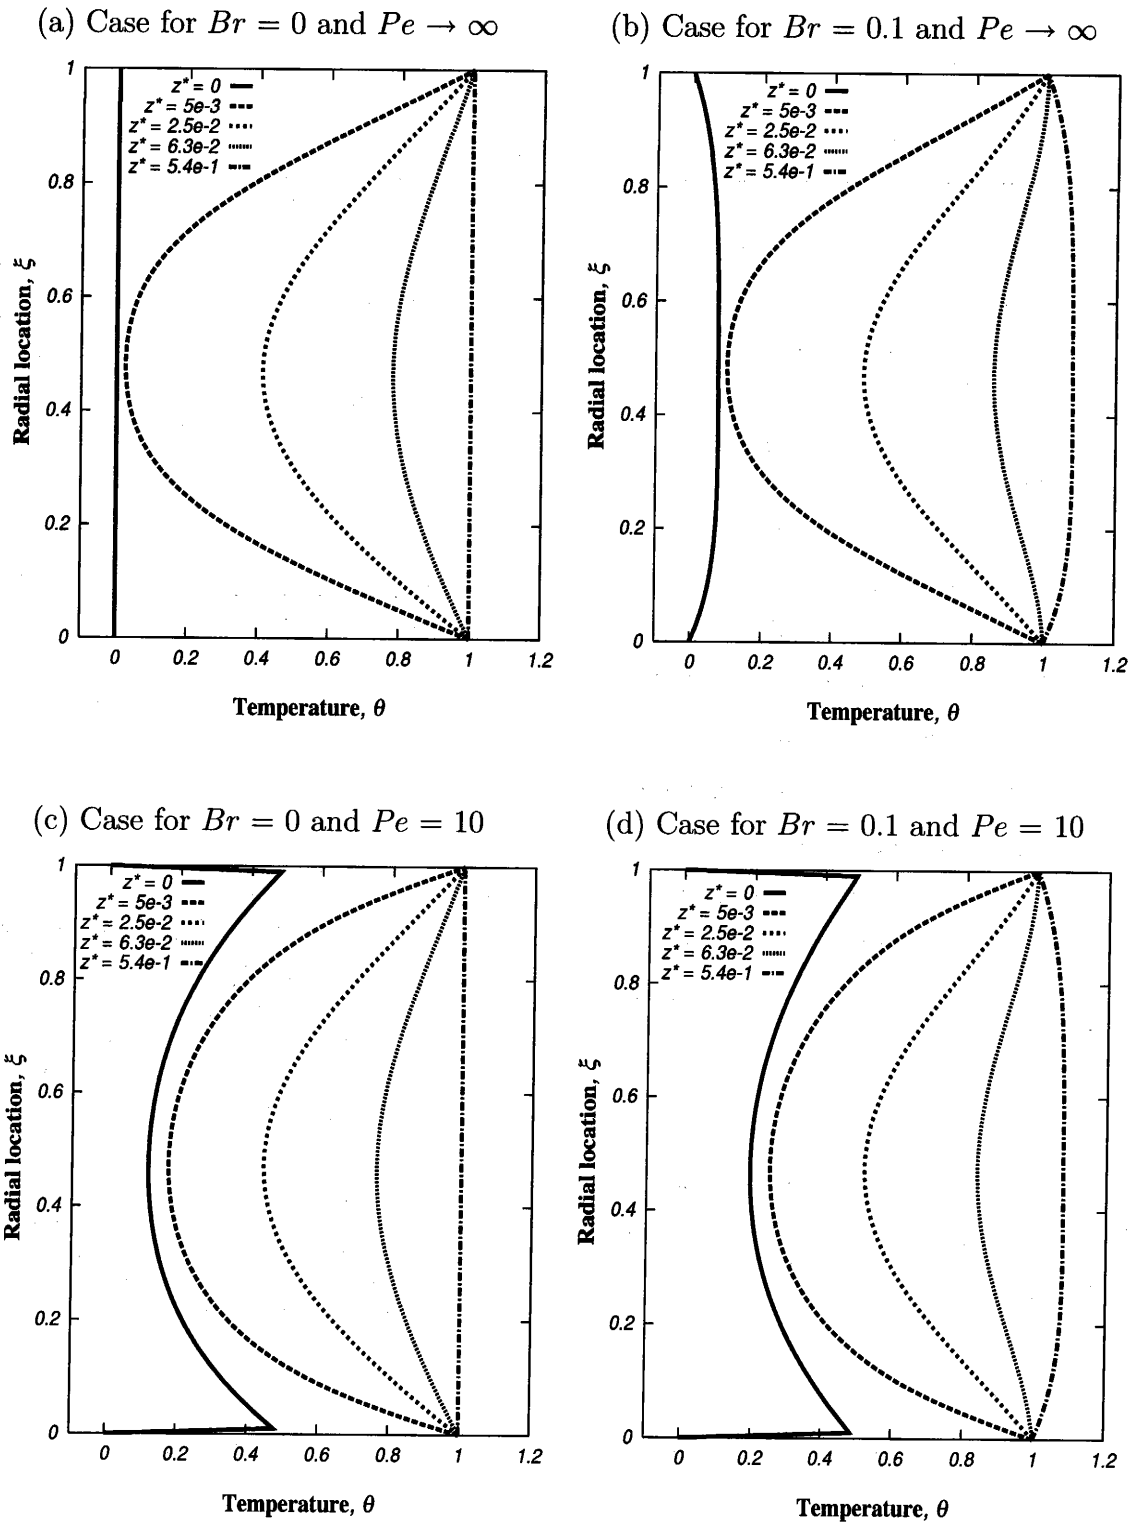 (a) Case for Br = 0 and Pe → ∞
z* = 0
z* = 5e-3
z* = 2.5e-2
z* = 6.3e-2
z* = 5.4e-1
1
0.8
0.6
0.4
0.2
0
Radial location, ξ
0 0.2 0.4 0.6 0.8 1 1.2
Temperature, θ
(b) Case for Br = 0.1 and Pe → ∞
z* = 0
z* = 5e-3
z* = 2.5e-2
z* = 6.3e-2
z* = 5.4e-1
1
0.8
0.6
0.4
0.2
0
Radial location, ξ
0 0.2 0.4 0.6 0.8 1 1.2
Temperature, θ
(c) Case for Br = 0 and Pe = 10
z* = 0
z* = 5e-3
z* = 2.5e-2
z* = 6.3e-2
z* = 5.4e-1
1
0.8
0.6
0.4
0.2
0
Radial location, ξ
0 0.2 0.4 0.6 0.8 1 1.2
Temperature, θ
(d) Case for Br = 0.1 and Pe = 10
z* = 0
z* = 5e-3
z* = 2.5e-2
z* = 6.3e-2
z* = 5.4e-1
1
0.8
0.6
0.4
0.2
0
Radial location, ξ
0 0.2 0.4 0.6 0.8 1 1.2
Temperature, θ